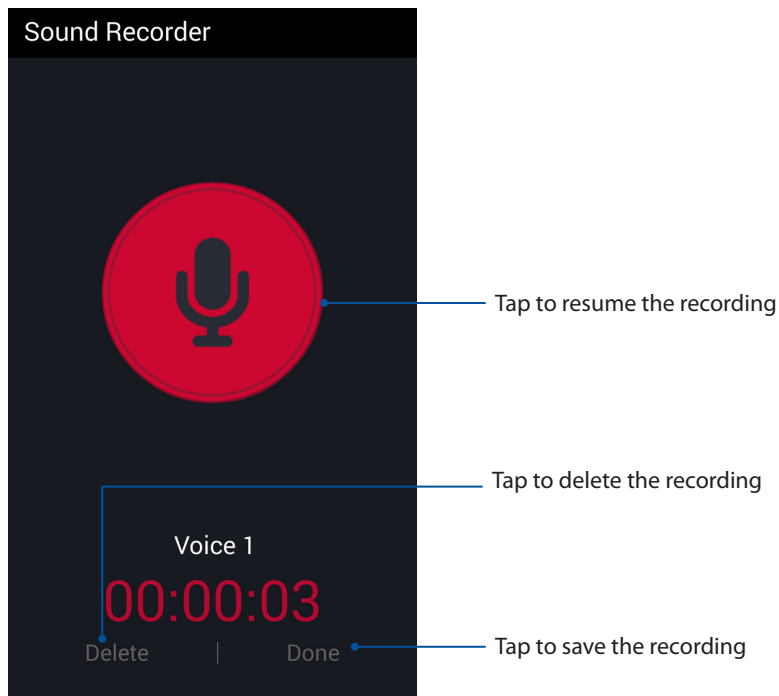 Sound Recorder
Tap to resume the recording
Tap to delete the recording
Voice 1
00:00:03
Delete | Done
Tap to save the recording